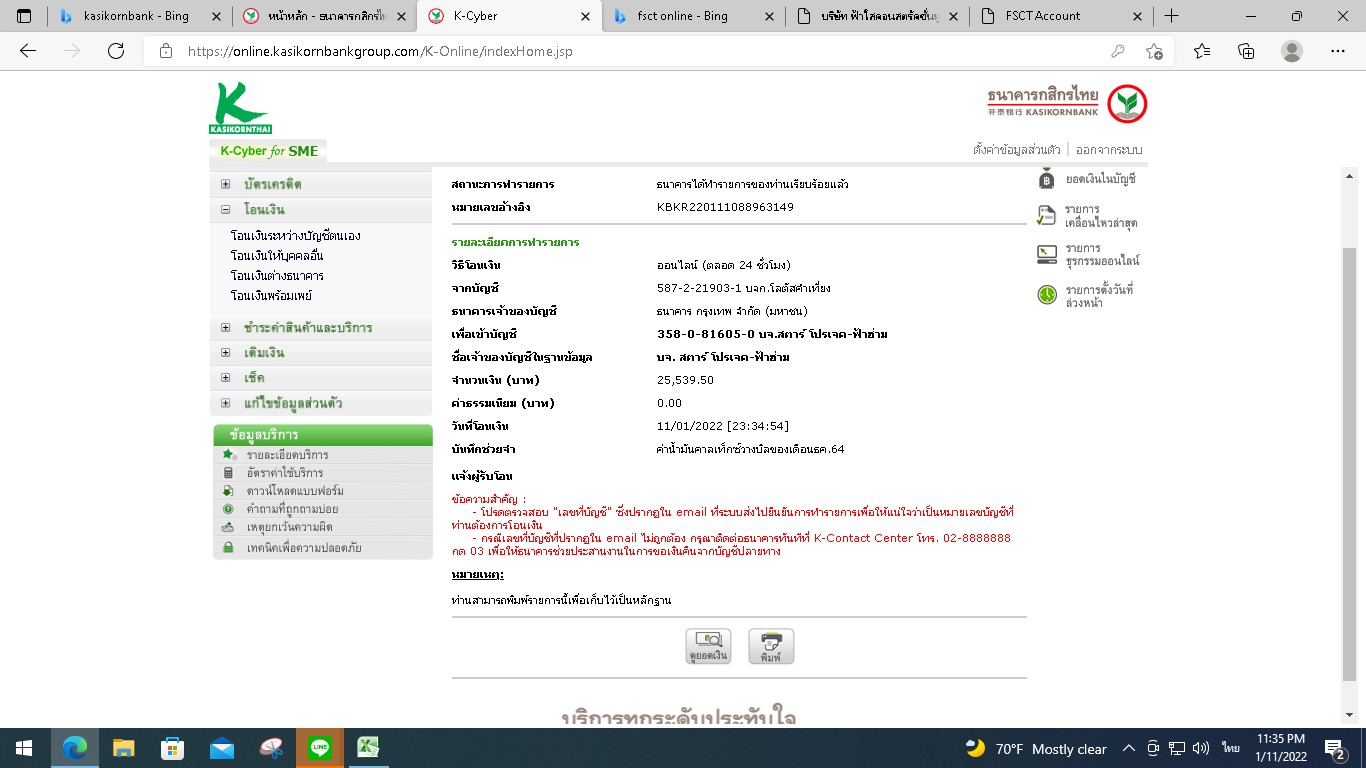 kasikornbank - Bing
หน้าหลัก - ธนาคารกสิกรไท
K-Cyber
fsct online - Bing
บริษัท ฟ้าใสคอนสตรัคชั่นทู
FSCT Account
https://online.kasikornbankgroup.com/K-Online/indexHome.jsp
KASIKORNTHAI
ธนาคารกสิกรไทย
开泰银行 KASIKORNBANK
K-Cyber for SME
ตั้งค่าข้อมูลส่วนตัว | ออกจากระบบ
บัตรเครดิต
โอนเงิน
โอนเงินระหว่างบัญชีตนเอง
โอนเงินให้บุคคลอื่น
โอนเงินต่างธนาคาร
โอนเงินพร้อมเพย์
ชำระค่าสินค้าและบริการ
เติมเงิน
เช็ค
แก้ไขข้อมูลส่วนตัว
ข้อมูลบริการ
รายละเอียดบริการ
อัตราค่าใช้บริการ
ดาวน์โหลดแบบฟอร์ม
คำถามที่ถูกถามบ่อย
เหตุยกเว้นความผิด
เทคนิคเพื่อความปลอดภัย
สถานะการทำรายการ ธนาคารได้ทำรายการของท่านเรียบร้อยแล้ว
หมายเลขอ้างอิง KBKR220111088963149
รายละเอียดการทำรายการ
วิธีโอนเงิน ออนไลน์ (ตลอด 24 ชั่วโมง)
จากบัญชี 587-2-21903-1 บจก.โลตัสคำเที่ยง
ธนาคารเจ้าของบัญชี ธนาคาร กรุงเทพ จำกัด (มหาชน)
เพื่อเข้าบัญชี 358-0-81605-0 บจ.สตาร์ โปรเจค-ฟ้าฮ่าม
ชื่อเจ้าของบัญชีในฐานข้อมูล บจ. สตาร์ โปรเจค-ฟ้าฮ่าม
จำนวนเงิน (บาท) 25,539.50
ค่าธรรมเนียม (บาท) 0.00
วันที่โอนเงิน 11/01/2022 [23:34:54]
บันทึกช่วยจำ ค่าน้ำมันคาลเท็กซ์วางบิลของเดือนธค.64
แจ้งผู้รับโอน
ข้อความสำคัญ :
- โปรดตรวจสอบ "เลขที่บัญชี" ซึ่งปรากฏใน email ที่ระบบส่งไปยืนยันการทำรายการเพื่อให้แน่ใจว่าเป็นหมายเลขบัญชีที่
ท่านต้องการโอนเงิน
- กรณีเลขที่บัญชีที่ปรากฏใน email ไม่ถูกต้อง กรุณาติดต่อธนาคารทันทีที่ K-Contact Center โทร. 02-8888888
กด 03 เพื่อให้ธนาคารช่วยประสานงานในการขอเงินคืนจากบัญชีปลายทาง
หมายเหตุ:
ท่านสามารถพิมพ์รายการนี้เพื่อเก็บไว้เป็นหลักฐาน
ดูยอดเงิน
พิมพ์
บริการทุกระดับประทับใจ
ยอดเงินในบัญชี
รายการ
เคลื่อนไหวล่าสุด
รายการ
ธุรกรรมออนไลน์
รายการตั้งวันที่
ล่วงหน้า
70°F Mostly clear
ไทย
11:35 PM
1/11/2022
2